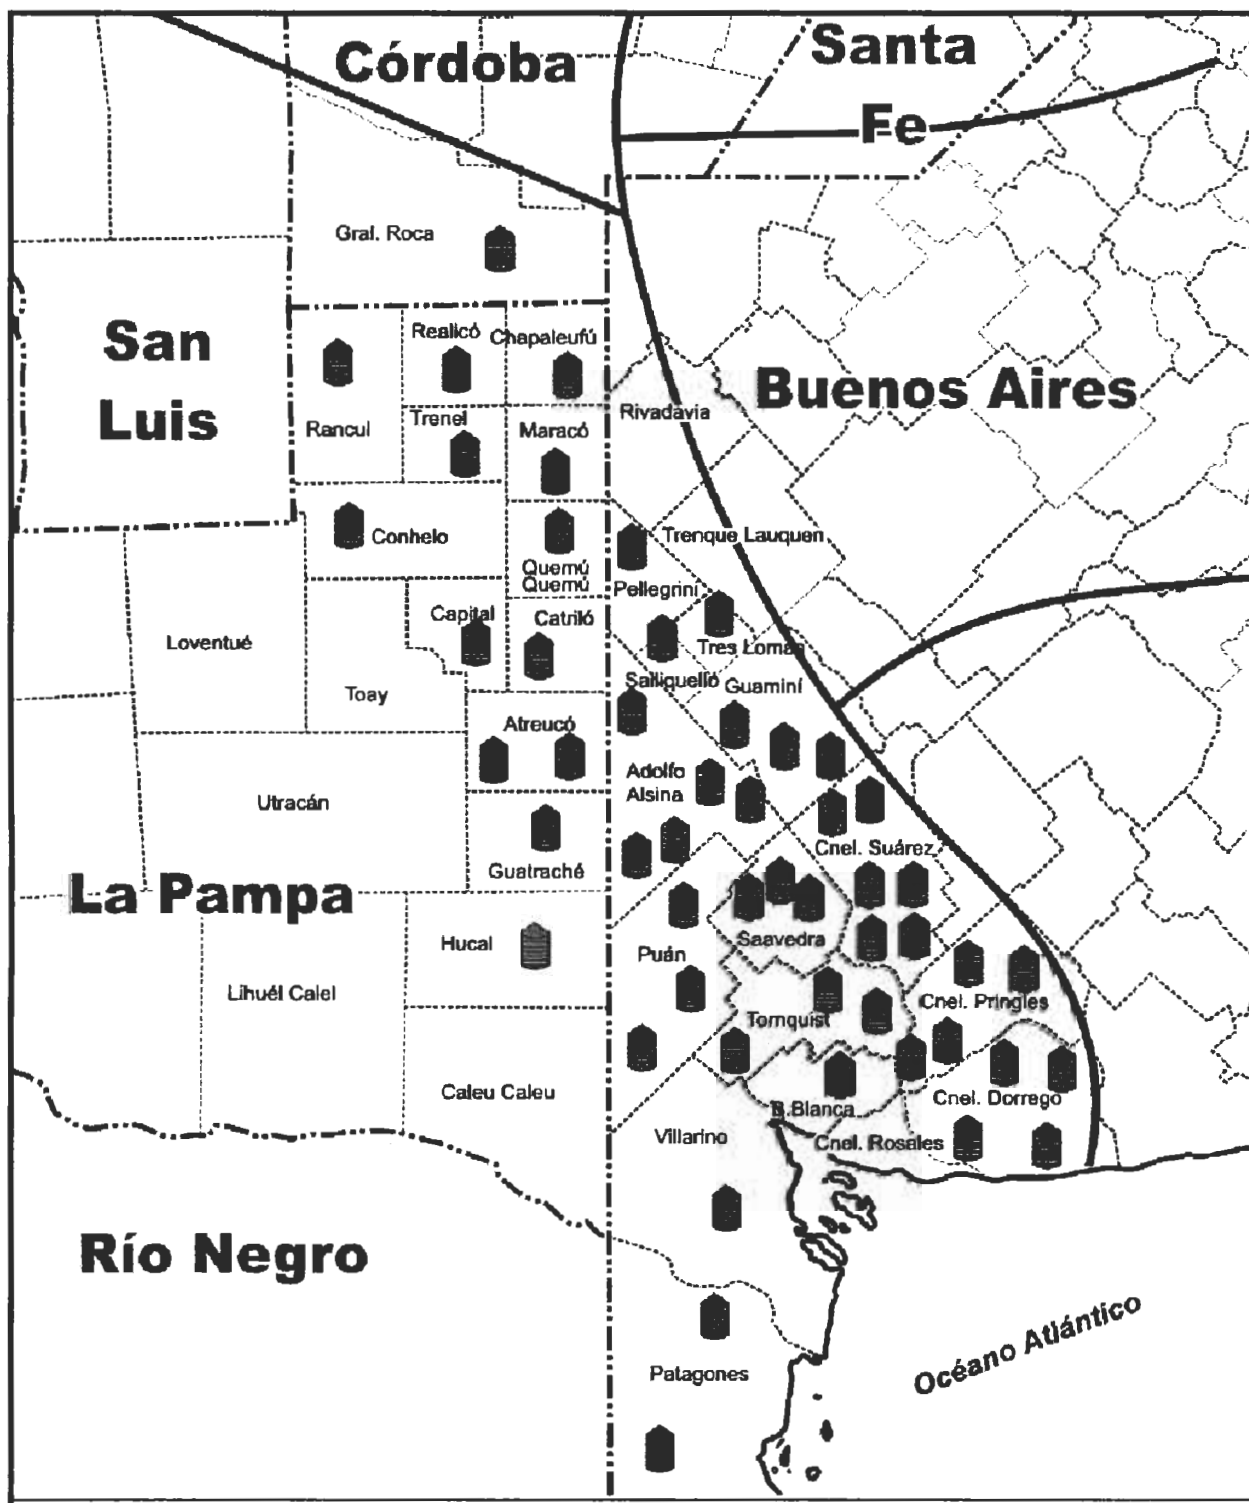 Córdoba
Santa
Fe
Gral. Roca
San
Luis
Realicó
Chapaleufú
Buenos Aires
Rancul
Trenel
Maracó
Rivadavia
Conhelo
Quemú
Quemú
Trenque Lauquen
Pellegrini
Loventué
Capital
Catriló
Tres Lomas
Toay
Salliquelló
Guaminí
Atreucó
Adolfo
Alsina
Utracán
Guatraché
Cnel. Suárez
La Pampa
Hucal
Puán
Saavedra
Lihuél Calel
Tornquist
Cnel. Pringles
Caleu Caleu
B.Blanca
Cnel. Dorrego
Villarino
Cnel. Rosales
Río Negro
Océano Atlántico
Patagones